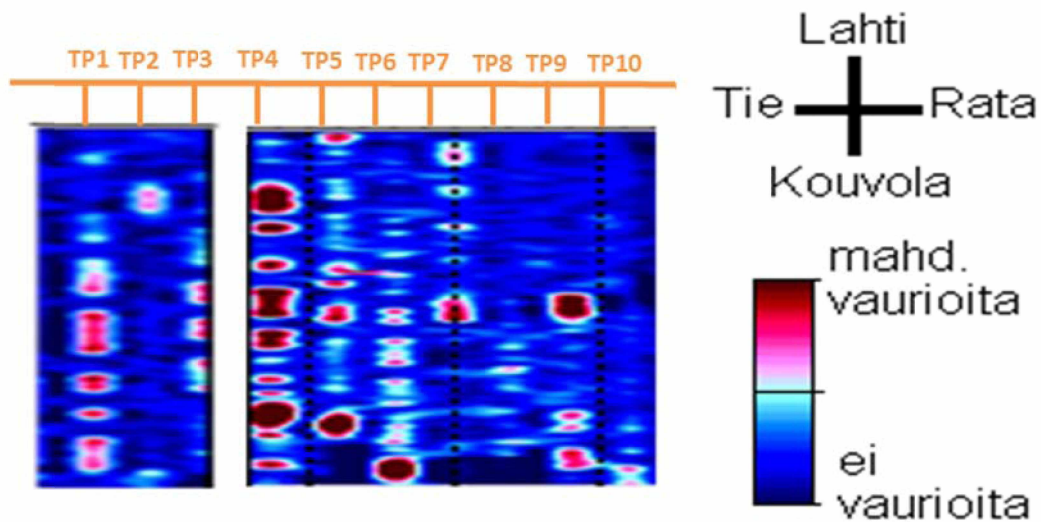 TP1 TP2 TP3 TP4 TP5 TP6 TP7 TP8 TP9 TP10
Lahti
Tie Rata
Kouvola
mahd.
vaurioita
ei
vaurioita